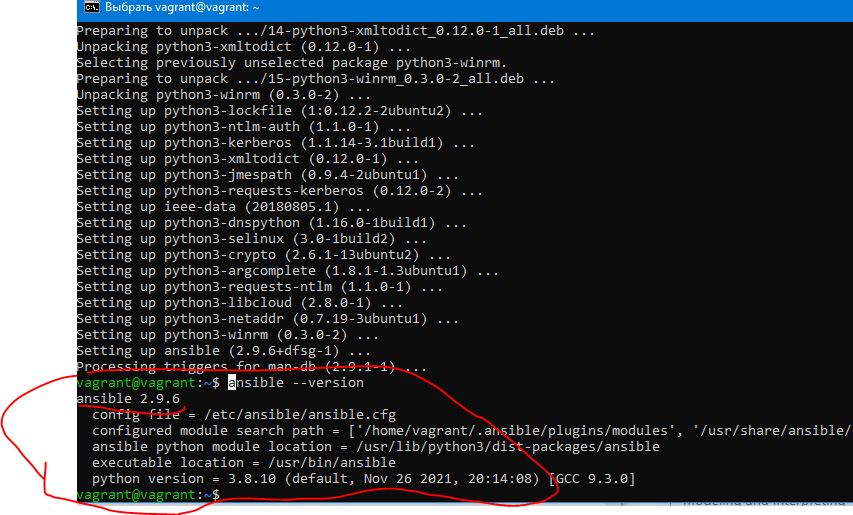 Выбрать vagrant@vagrant: ~
Preparing to unpack .../14-python3-xmltodict_0.12.0-1_all.deb ...
Unpacking python3-xmltodict (0.12.0-1) ...
Selecting previously unselected package python3-winrm.
Preparing to unpack .../15-python3-winrm_0.3.0-2_all.deb ...
Unpacking python3-winrm (0.3.0-2) ...
Setting up python3-lockfile (1:0.12.2-2ubuntu2) ...
Setting up python3-ntlm-auth (1.1.0-1) ...
Setting up python3-kerberos (1.1.14-3.1build1) ...
Setting up python3-xmltodict (0.12.0-1) ...
Setting up python3-jmespath (0.9.4-2ubuntu1) ...
Setting up python3-requests-kerberos (0.12.0-2) ...
Setting up ieee-data (20180805.1) ...
Setting up python3-dnspython (1.16.0-1build1) ...
Setting up python3-selinux (3.0-1build2) ...
Setting up python3-crypto (2.6.1-13ubuntu2) ...
Setting up python3-argcomplete (1.8.1-1.3ubuntu1) ...
Setting up python3-requests-ntlm (1.1.0-1) ...
Setting up python3-libcloud (2.8.0-1) ...
Setting up python3-netaddr (0.7.19-3ubuntu1) ...
Setting up python3-winrm (0.3.0-2) ...
Setting up ansible (2.9.6+dfsg-1) ...
Processing triggers for man-db (2.9.1-1) ...
vagrant@vagrant:~$ ansible --version
ansible 2.9.6
config file = /etc/ansible/ansible.cfg
configured module search path = ['/home/vagrant/.ansible/plugins/modules', '/usr/share/ansible/
ansible python module location = /usr/lib/python3/dist-packages/ansible
executable location = /usr/bin/ansible
python version = 3.8.10 (default, Nov 26 2021, 20:14:08) [GCC 9.3.0]
vagrant@vagrant:~$